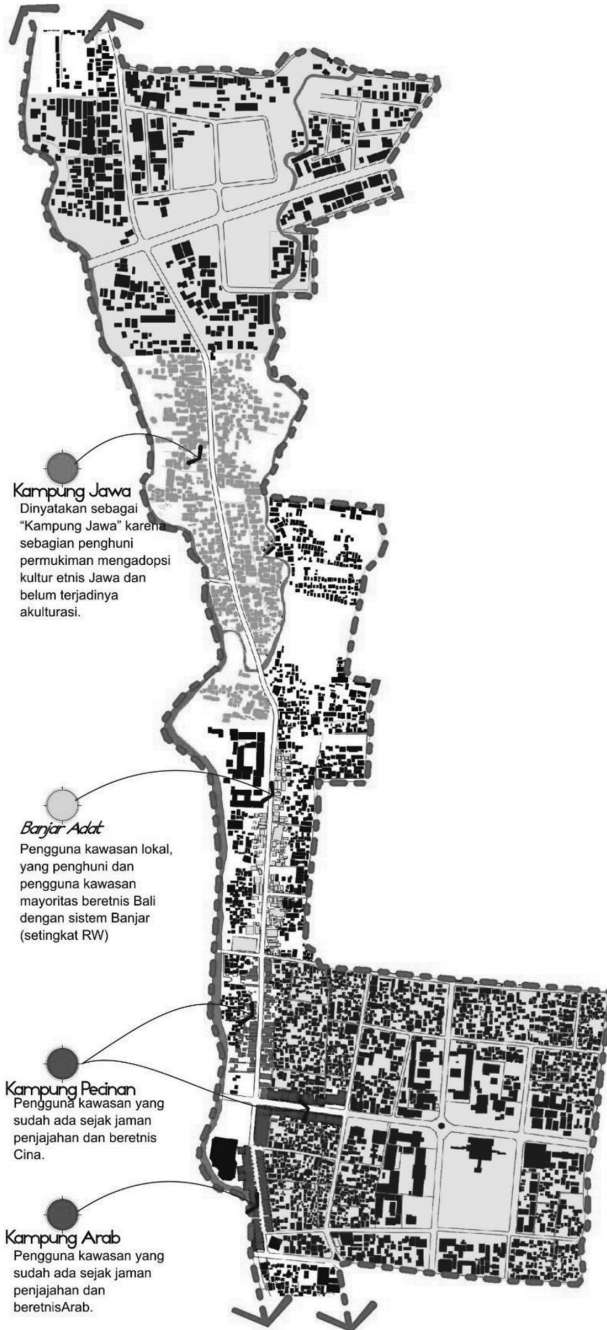 Kampung Jawa
Dinyatakan sebagai
“Kampung Jawa” karena
sebagian penghuni
permukiman mengadopsi
kultur etnis Jawa dan
belum terjadinya
akulturasi.
Banjar Adat
Pengguna kawasan lokal,
yang penghuni dan
pengguna kawasan
mayoritas beretnis Bali
dengan sistem Banjar
(setingkat RW)
Kampung Pecinan
Pengguna kawasan yang
sudah ada sejak jaman
penjajahan dan beretnis
Cina.
Kampung Arab
Pengguna kawasan yang
sudah ada sejak jaman
penjajahan dan
beretnisArab.